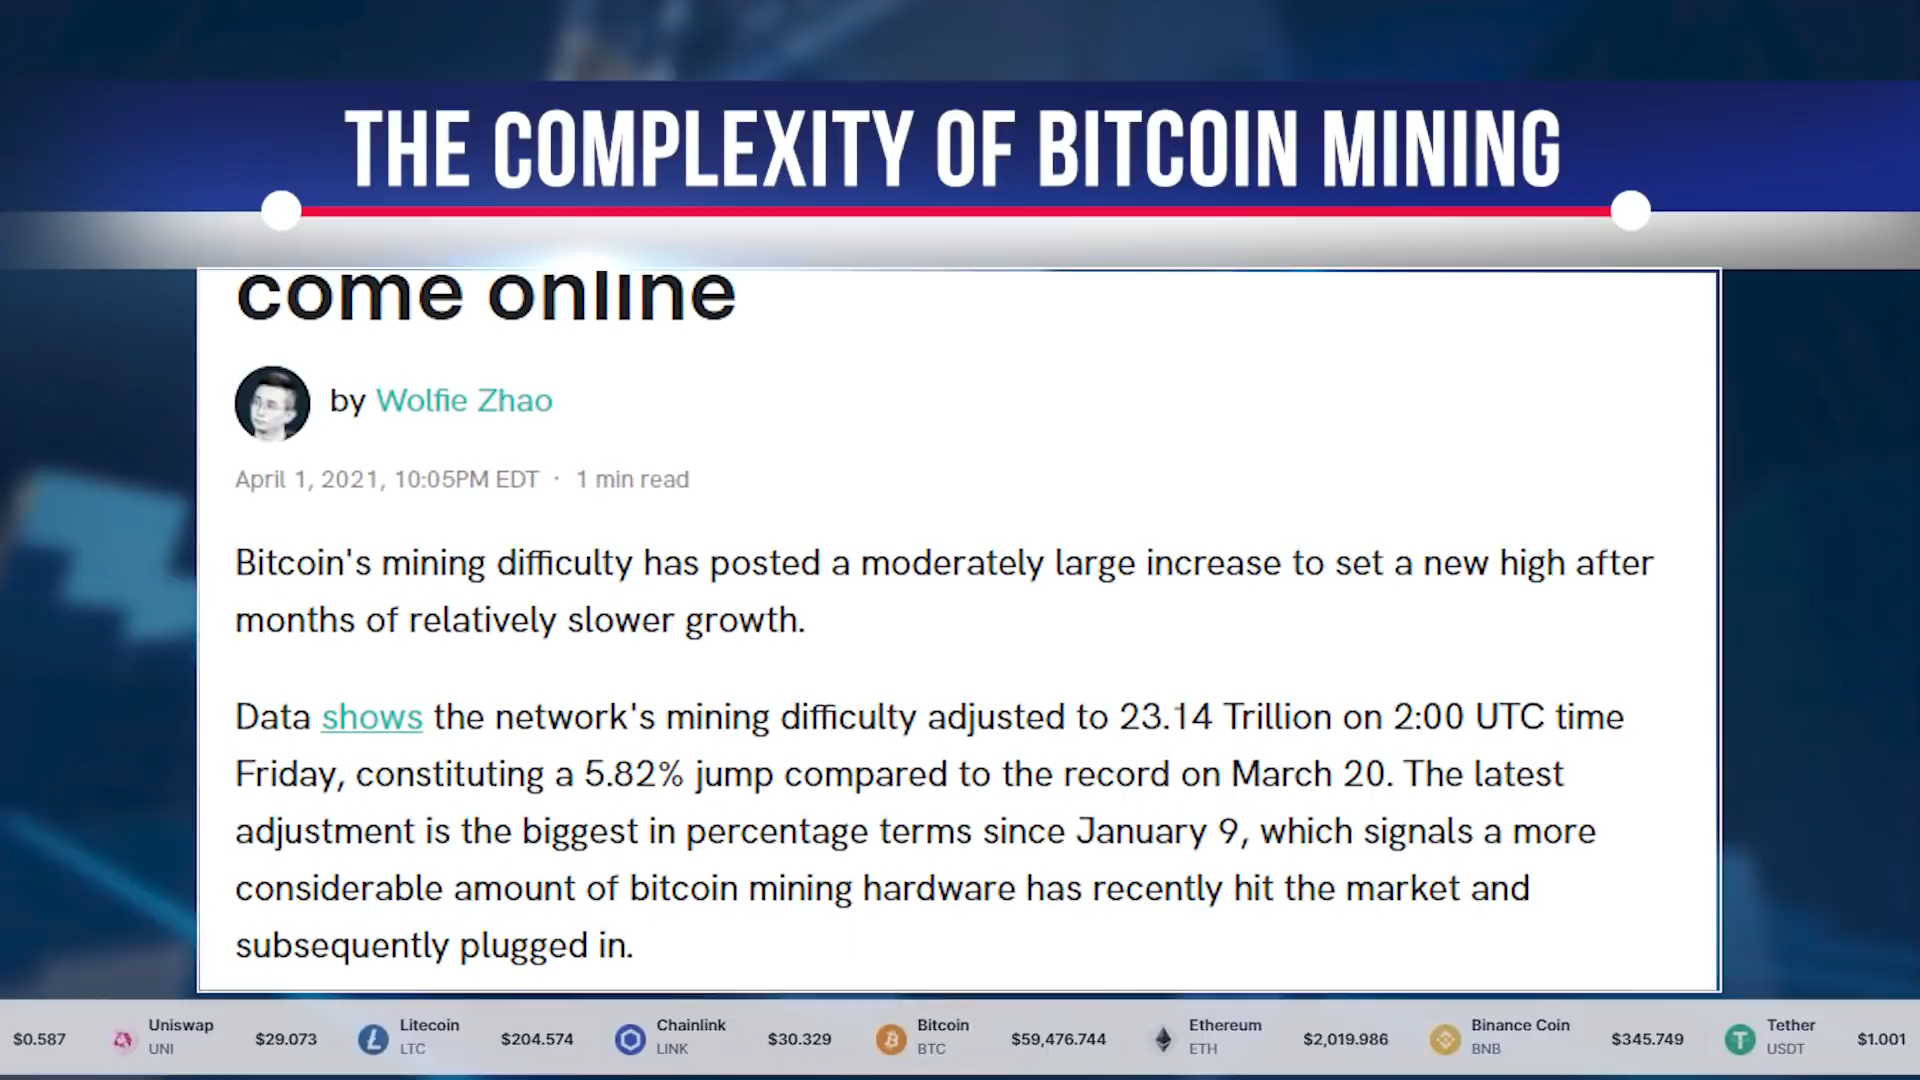 THE COMPLEXITY OF BITCOIN MINING
come online
by Wolfie Zhao
April 1, 2021, 10:05PM EDT · 1 min read
Bitcoin's mining difficulty has posted a moderately large increase to set a new high after
months of relatively slower growth.
Data shows the network's mining difficulty adjusted to 23.14 Trillion on 2:00 UTC time
Friday, constituting a 5.82% jump compared to the record on March 20. The latest
adjustment is the biggest in percentage terms since January 9, which signals a more
considerable amount of bitcoin mining hardware has recently hit the market and
subsequently plugged in.
$0.587 Uniswap UNI $29.073 Litecoin LTC $204.574 Chainlink LINK $30.329 Bitcoin BTC $59,476.744 Ethereum ETH $2,019.986 Binance Coin BNB $345.749 Tether USDT $1.001